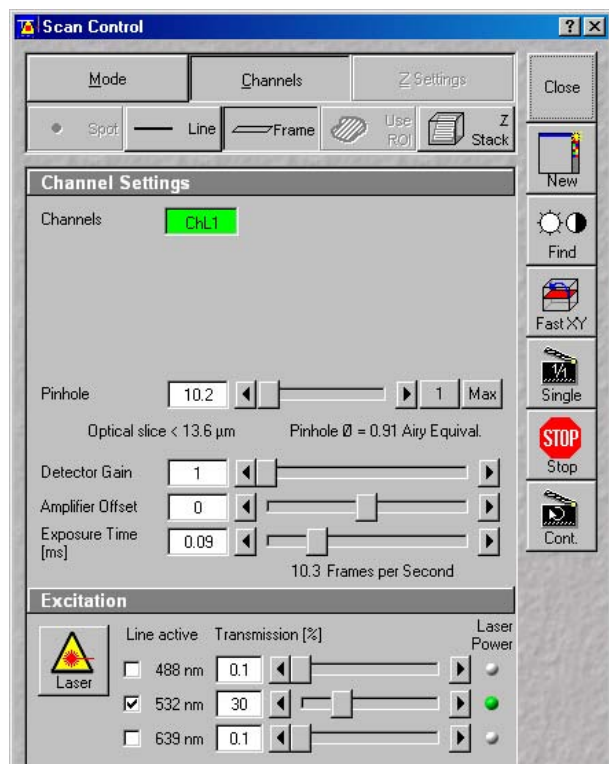 Scan Control
Mode Channels Z Settings Close
Spot Line Frame Use ROI Z Stack
New
Channel Settings
Channels ChL1
Find
Fast XY
Pinhole 10.2 1 Max
Single
Optical slice < 13.6 µm Pinhole Ø = 0.91 Airy Equival.
Detector Gain 1
STOP
Stop
Amplifier Offset 0
Exposure Time [ms] 0.09
Cont.
10.3 Frames per Second
Excitation
Laser
Line active Transmission [%] Laser Power
488 nm 0.1
532 nm 30
639 nm 0.1